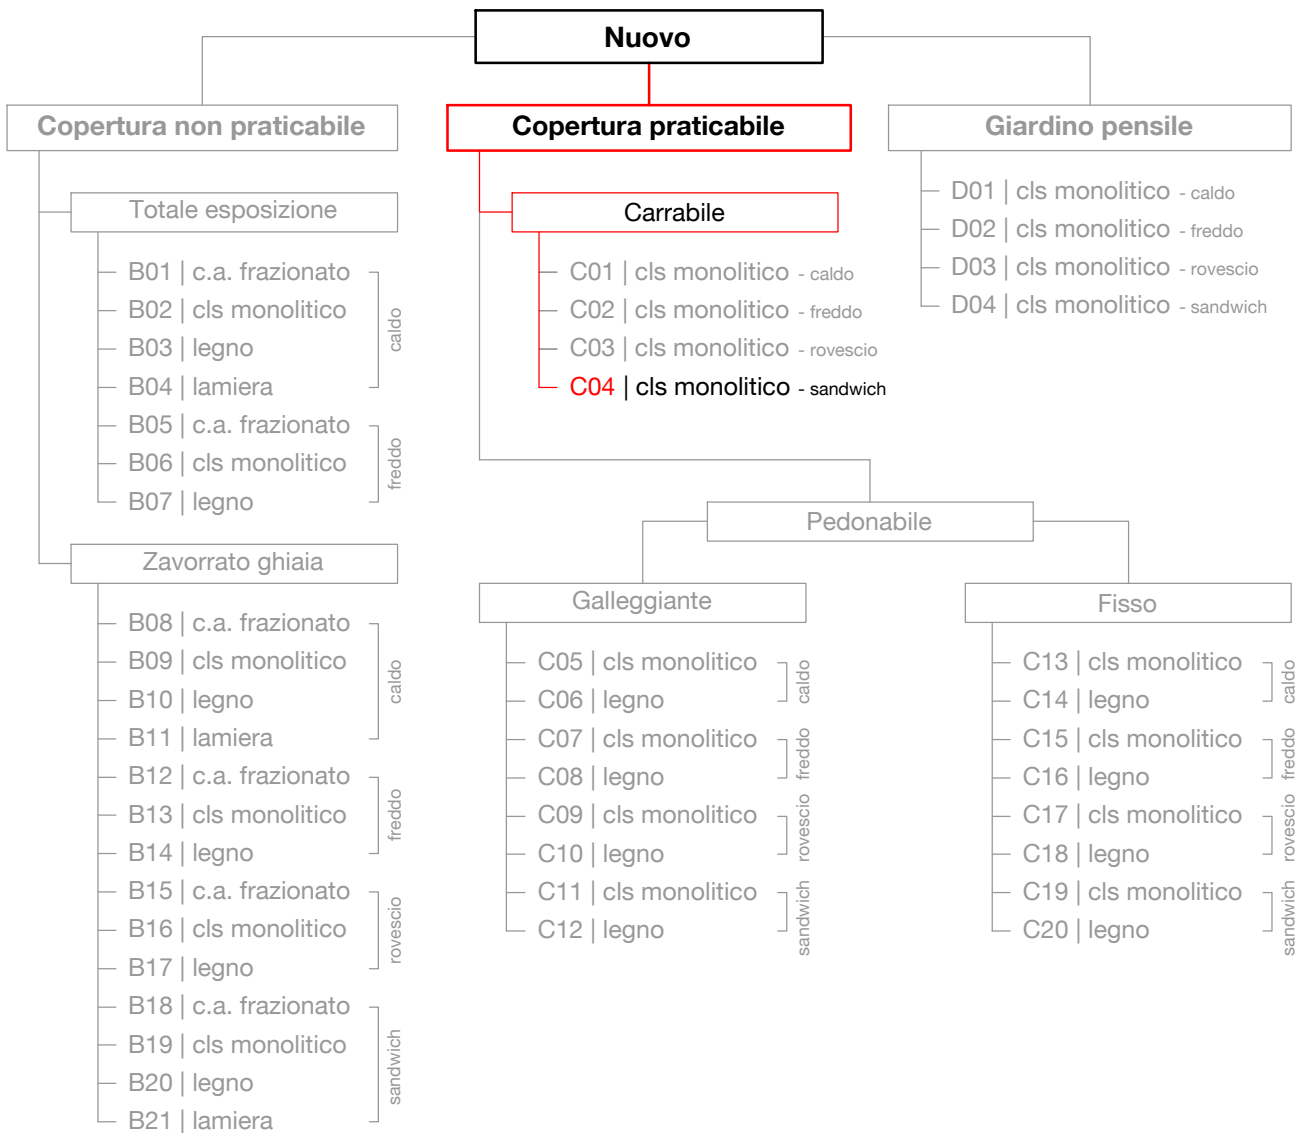 Nuovo
Copertura non praticabile
Totale esposizione
B01 | c.a. frazionato
B02 | cls monolitico
B03 | legno
B04 | lamiera
caldo
B05 | c.a. frazionato
B06 | cls monolitico
B07 | legno
freddo
Zavorrato ghiaia
B08 | c.a. frazionato
B09 | cls monolitico
B10 | legno
B11 | lamiera
caldo
B12 | c.a. frazionato
B13 | cls monolitico
B14 | legno
freddo
B15 | c.a. frazionato
B16 | cls monolitico
B17 | legno
rovescio
B18 | c.a. frazionato
B19 | cls monolitico
B20 | legno
B21 | lamiera
sandwich
Copertura praticabile
Carrabile
C01 | cls monolitico - caldo
C02 | cls monolitico - freddo
C03 | cls monolitico - rovescio
C04 | cls monolitico - sandwich
Pedonabile
Galleggiante
C05 | cls monolitico
C06 | legno
caldo
C07 | cls monolitico
C08 | legno
freddo
C09 | cls monolitico
C10 | legno
rovescio
C11 | cls monolitico
C12 | legno
sandwich
Fisso
C13 | cls monolitico
C14 | legno
caldo
C15 | cls monolitico
C16 | legno
freddo
C17 | cls monolitico
C18 | legno
rovescio
C19 | cls monolitico
C20 | legno
sandwich
Giardino pensile
D01 | cls monolitico - caldo
D02 | cls monolitico - freddo
D03 | cls monolitico - rovescio
D04 | cls monolitico - sandwich